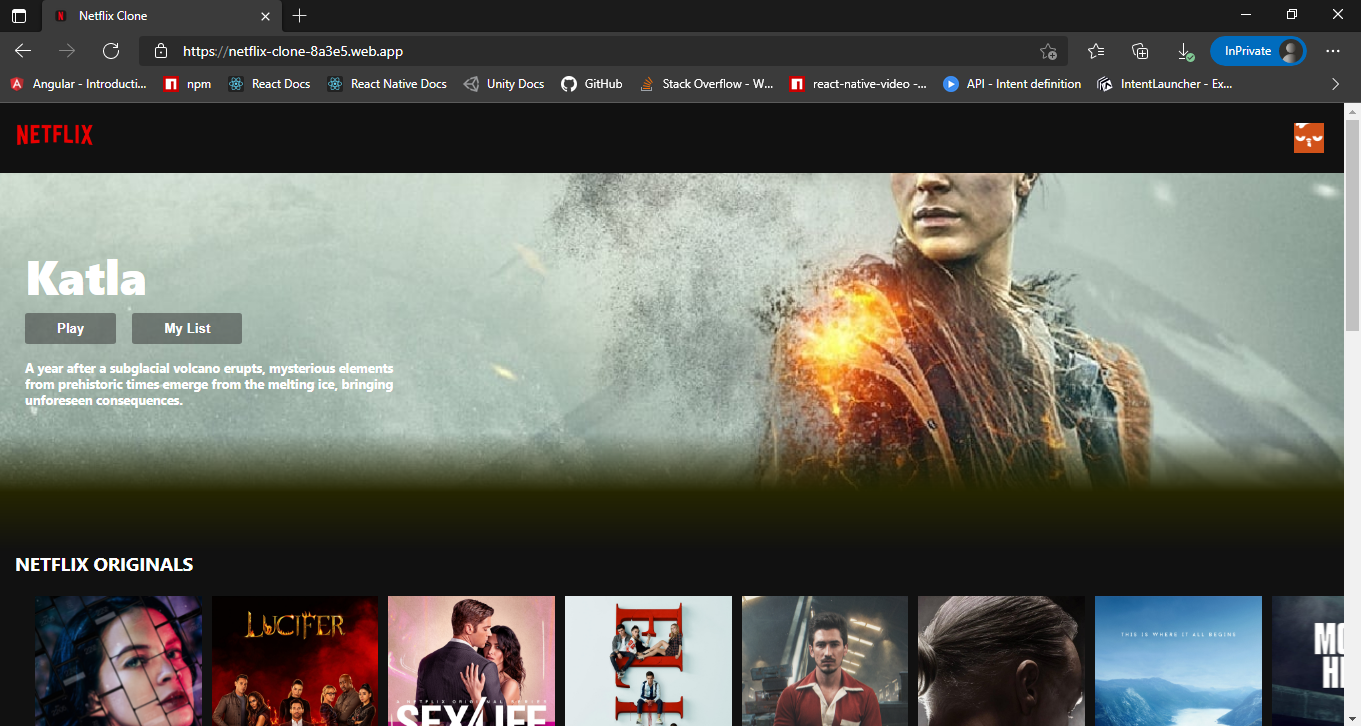 Netflix Clone
https://netflix-clone-8a3e5.web.app
InPrivate
Angular - Introducti...
npm
React Docs
React Native Docs
Unity Docs
GitHub
Stack Overflow - W...
react-native-video -...
API - Intent definition
IntentLauncher - Ex...
NETFLIX
Katla
Play
My List
A year after a subglacial volcano erupts, mysterious elements
from prehistoric times emerge from the melting ice, bringing
unforeseen consequences.
NETFLIX ORIGINALS
LUCIFER
A NETFLIX ORIGINAL SERIES
SEX/LIFE
THIS IS WHERE IT ALL BEGINS